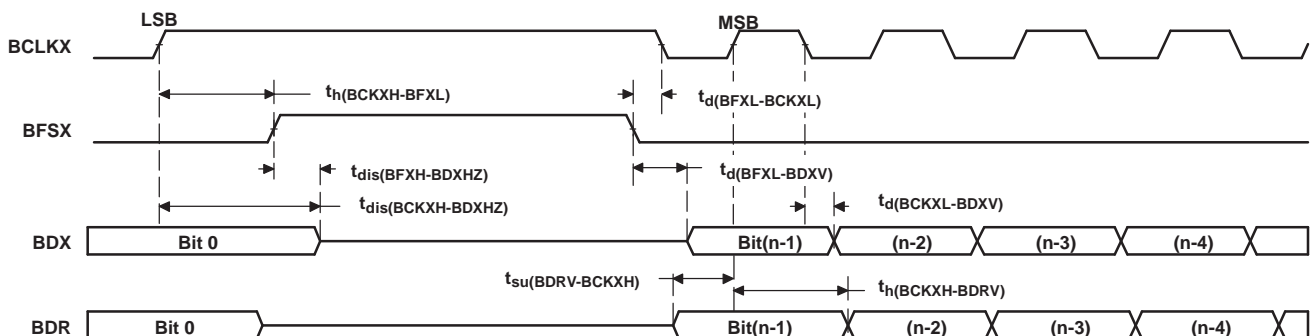 LSB MSB
BCLKX
th(BCKXH-BFXL) td(BFXL-BCKXL)
BFSX
tdis(BFXH-BDXHZ) td(BFXL-BDXV)
tdis(BCKXH-BDXHZ) td(BCKXL-BDXV)
BDX Bit 0 Bit(n-1) (n-2) (n-3) (n-4)
tsu(BDRV-BCKXH) th(BCKXH-BDRV)
BDR Bit 0 Bit(n-1) (n-2) (n-3) (n-4)